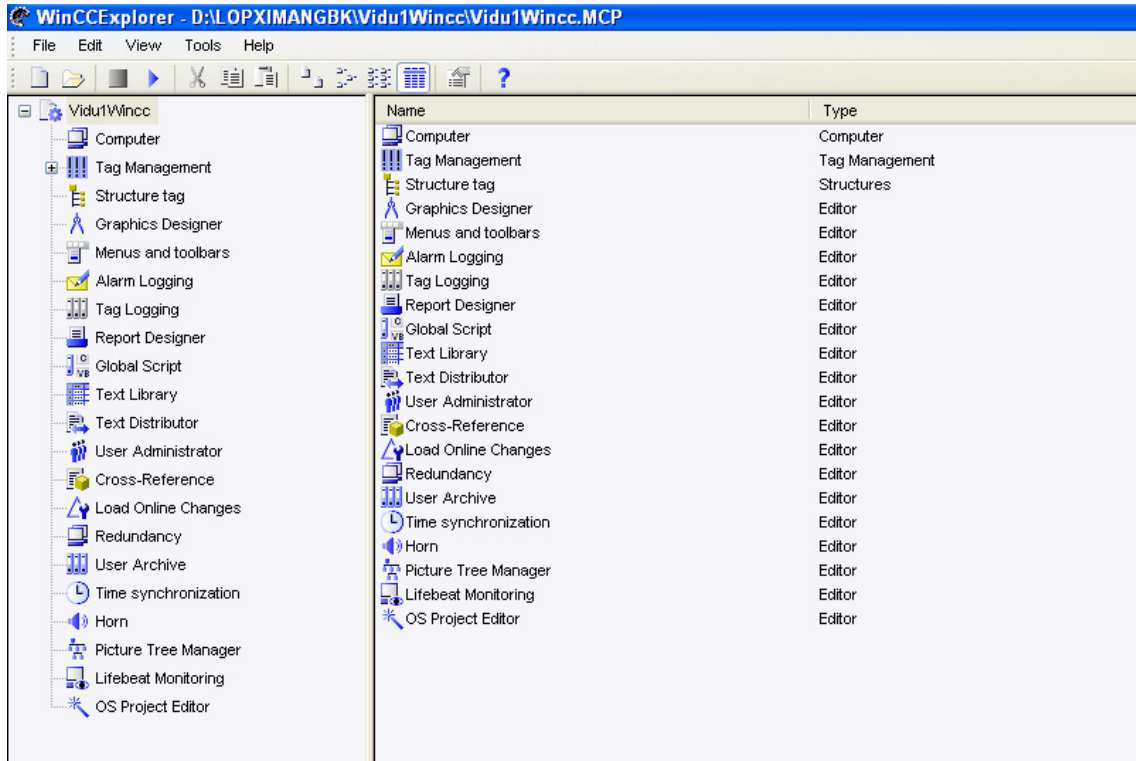 WinCCExplorer - D:\LOPXIMANGBK\Vidu1Wincc\Vidu1Wincc.MCP
File Edit View Tools Help
Vidu1Wincc
Computer
Tag Management
Structure tag
Graphics Designer
Menus and toolbars
Alarm Logging
Tag Logging
Report Designer
Global Script
Text Library
Text Distributor
User Administrator
Cross-Reference
Load Online Changes
Redundancy
User Archive
Time synchronization
Horn
Picture Tree Manager
Lifebeat Monitoring
OS Project Editor
Name Type
Computer Computer
Tag Management Tag Management
Structure tag Structures
Graphics Designer Editor
Menus and toolbars Editor
Alarm Logging Editor
Tag Logging Editor
Report Designer Editor
Global Script Editor
Text Library Editor
Text Distributor Editor
User Administrator Editor
Cross-Reference Editor
Load Online Changes Editor
Redundancy Editor
User Archive Editor
Time synchronization Editor
Horn Editor
Picture Tree Manager Editor
Lifebeat Monitoring Editor
OS Project Editor Editor